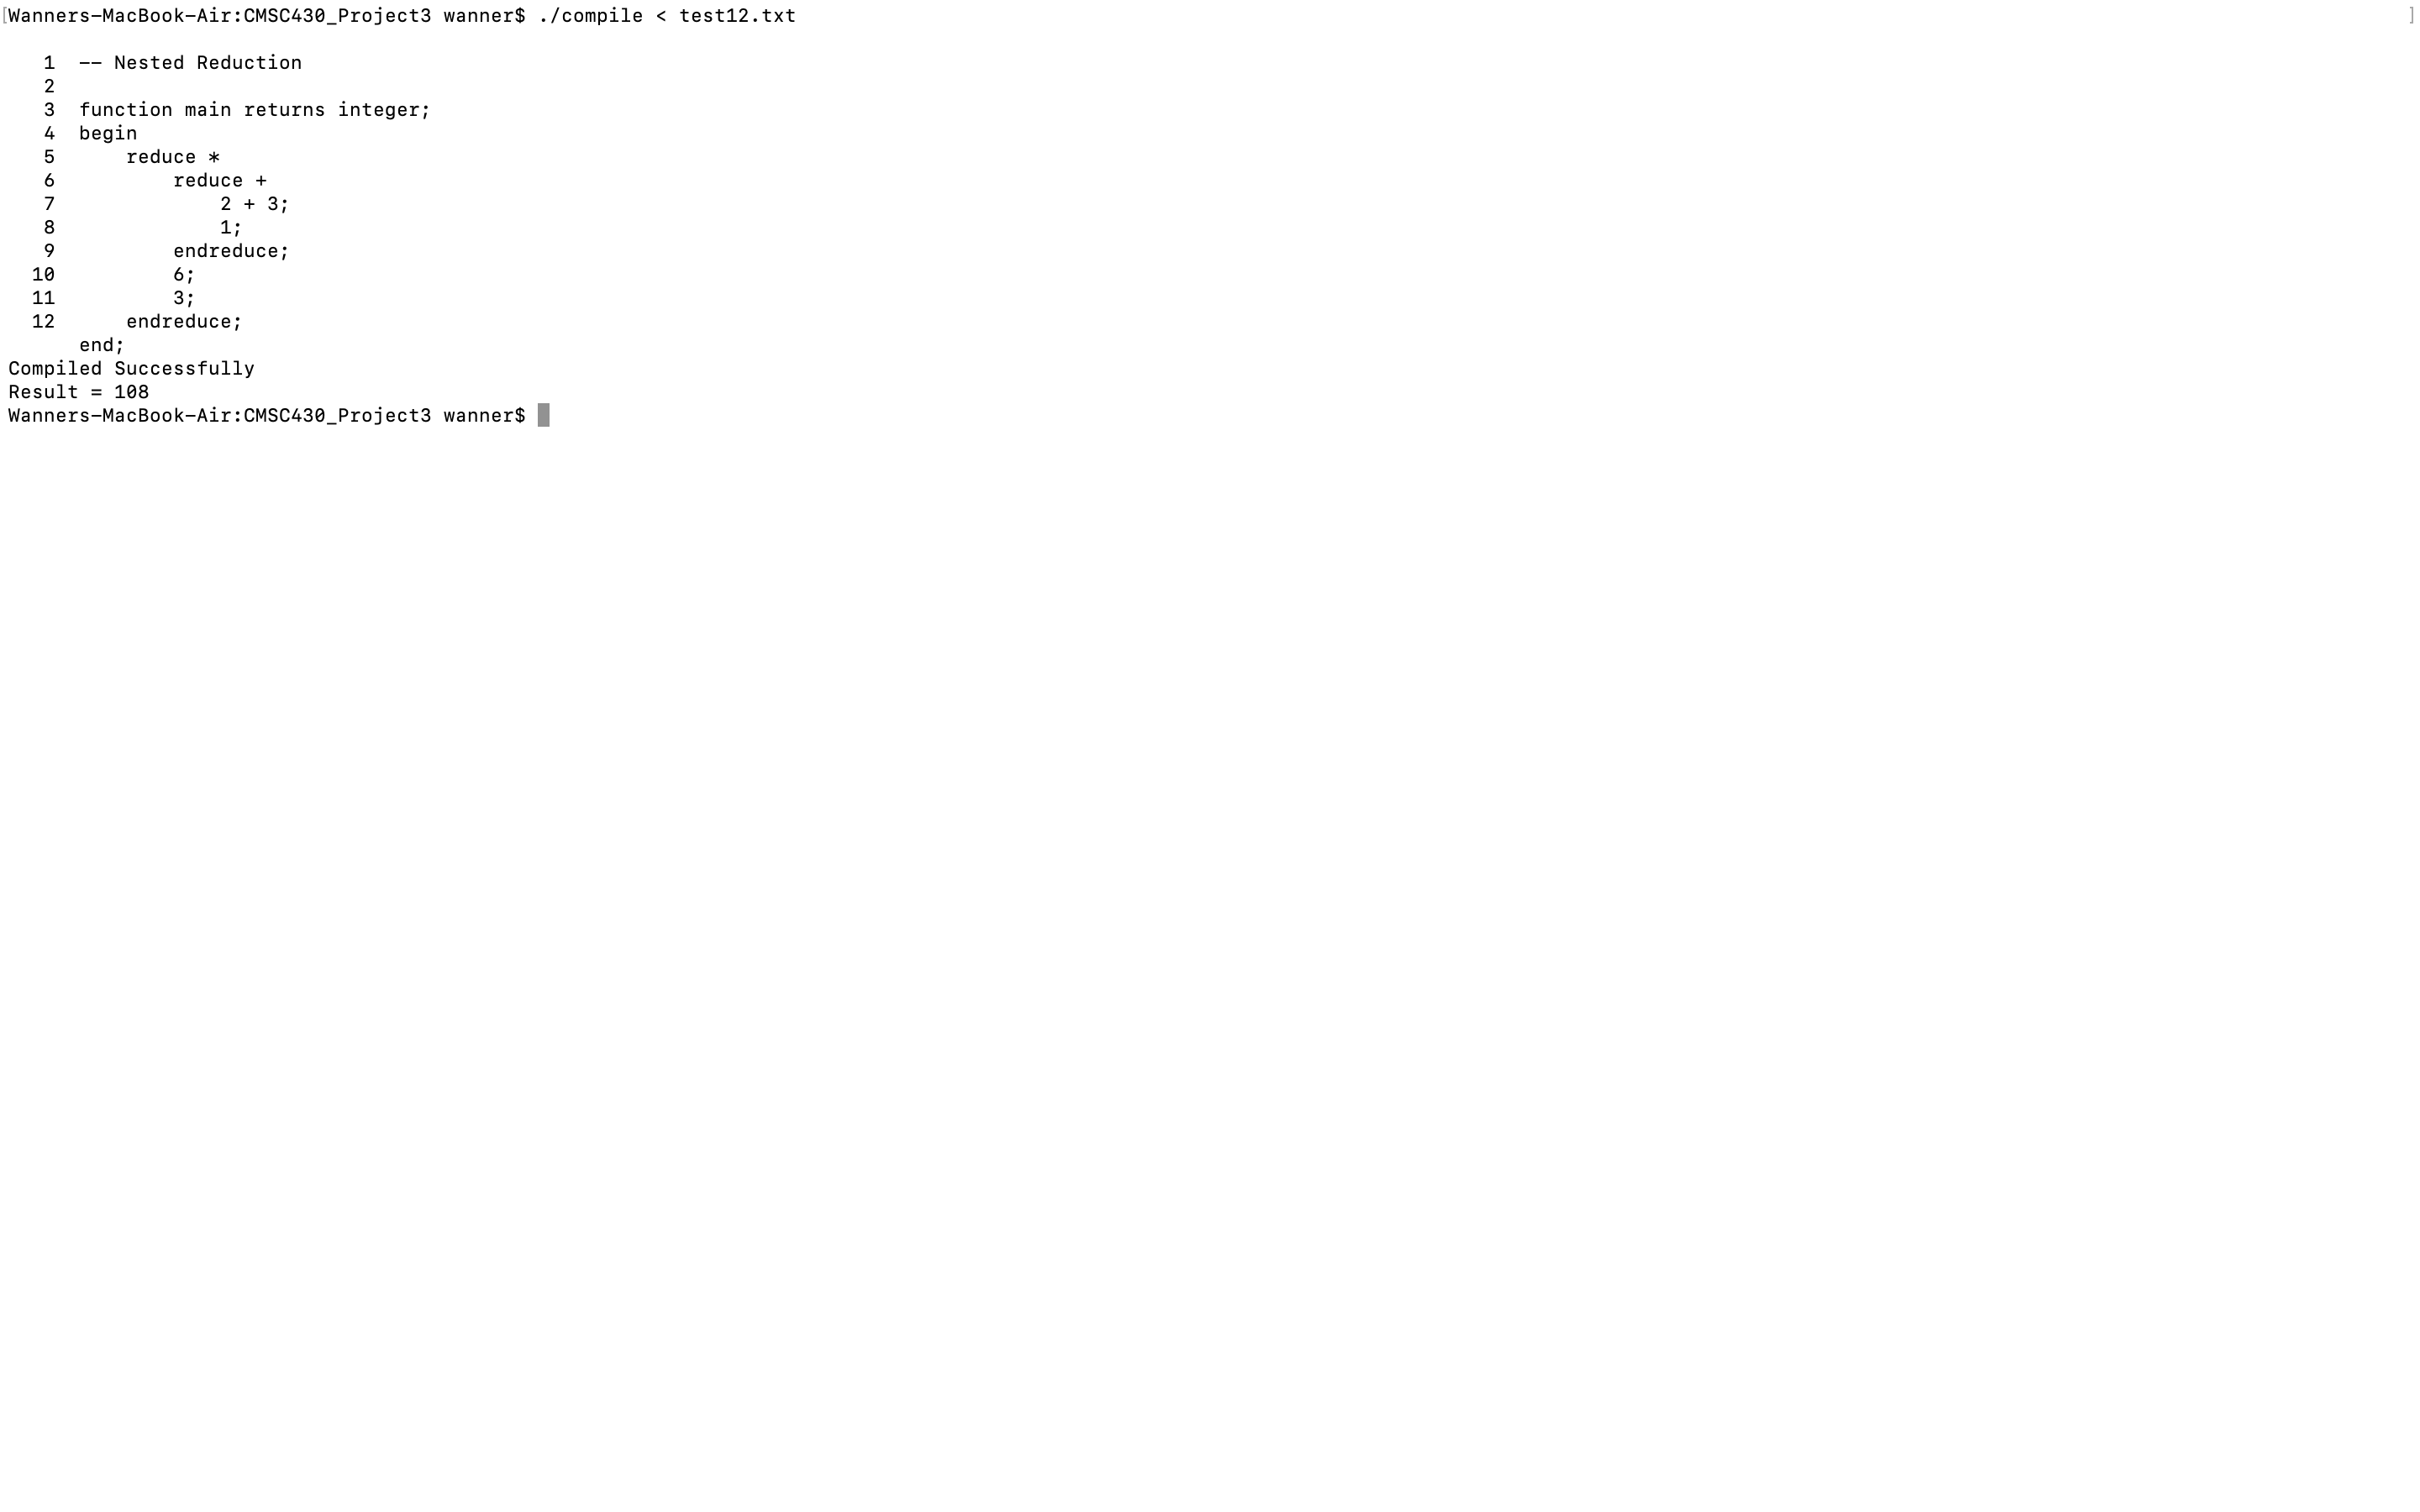 [Wanners-MacBook-Air:CMSC430_Project3 wanner$ ./compile < test12.txt ]

   1  -- Nested Reduction
   2
   3  function main returns integer;
   4  begin
   5      reduce *
   6          reduce +
   7              2 + 3;
   8              1;
   9          endreduce;
  10          6;
  11          3;
  12      endreduce;
      end;
Compiled Successfully
Result = 108
Wanners-MacBook-Air:CMSC430_Project3 wanner$